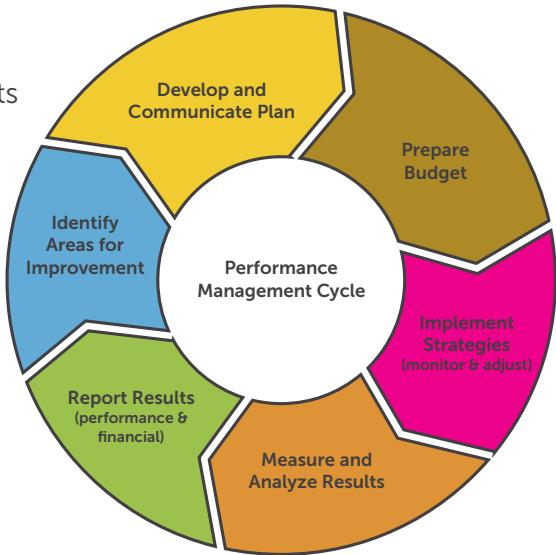 ts
Develop and
Communicate Plan
Prepare
Budget
Identify
Areas for
Improvement
Performance
Management Cycle
Implement
Strategies
(monitor & adjust)
Report Results
(performance &
financial)
Measure and
Analyze Results